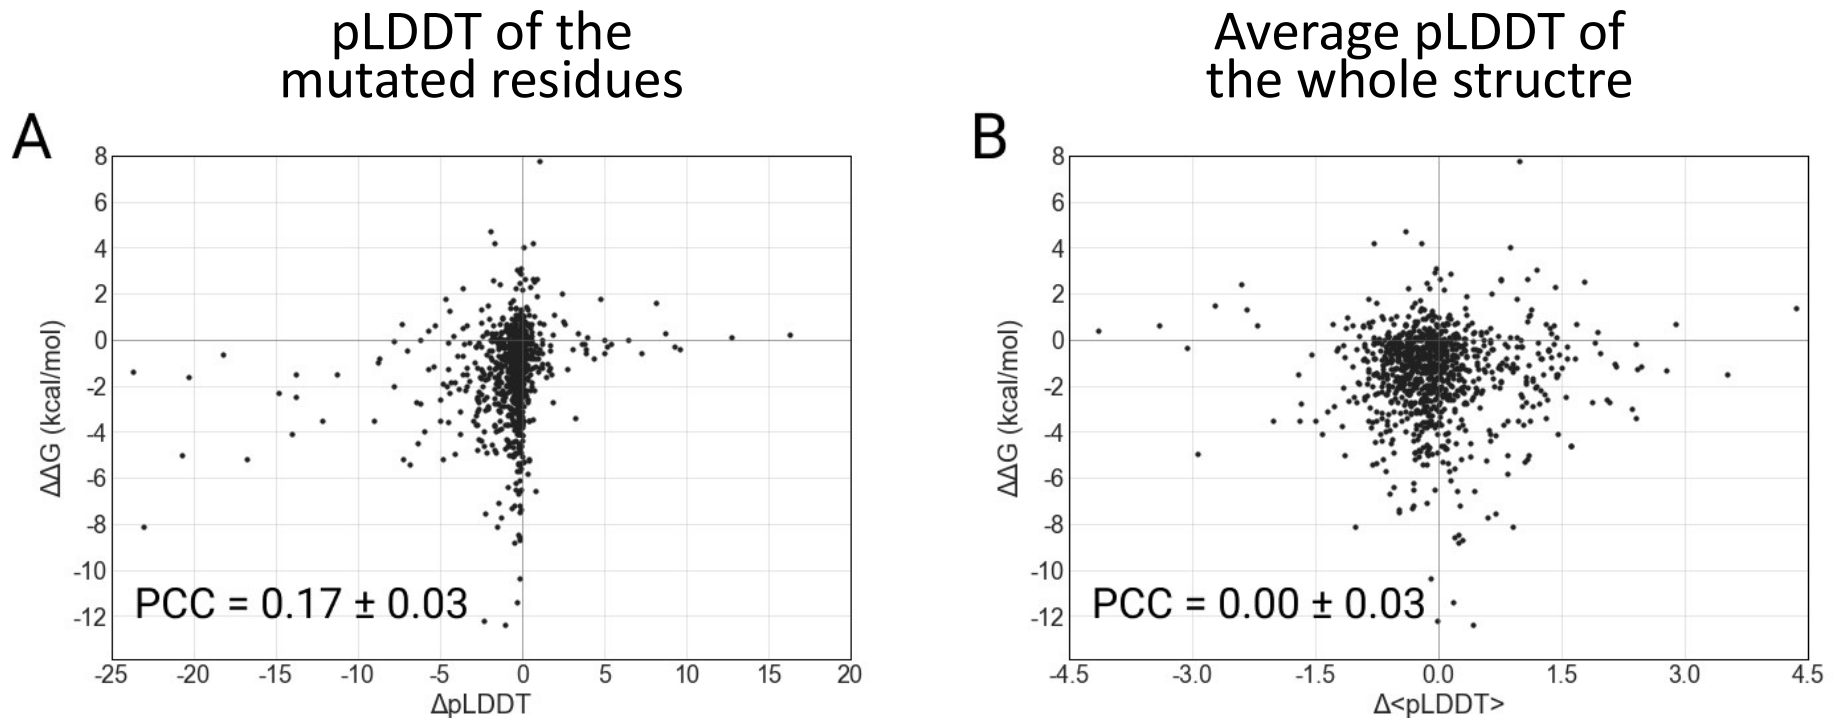 pLDDT of the
mutated residues
A
8
6
4
2
0
-2
-4
-6
-8
-10
-12
ΔΔG (kcal/mol)
PCC = 0.17 ± 0.03
-25 -20 -15 -10 -5 0 5 10 15 20
ΔpLDDT
Average pLDDT of
the whole structre
B
8
6
4
2
0
-2
-4
-6
-8
-10
-12
ΔΔG (kcal/mol)
PCC = 0.00 ± 0.03
-4.5 -3.0 -1.5 0.0 1.5 3.0 4.5
Δ<pLDDT>